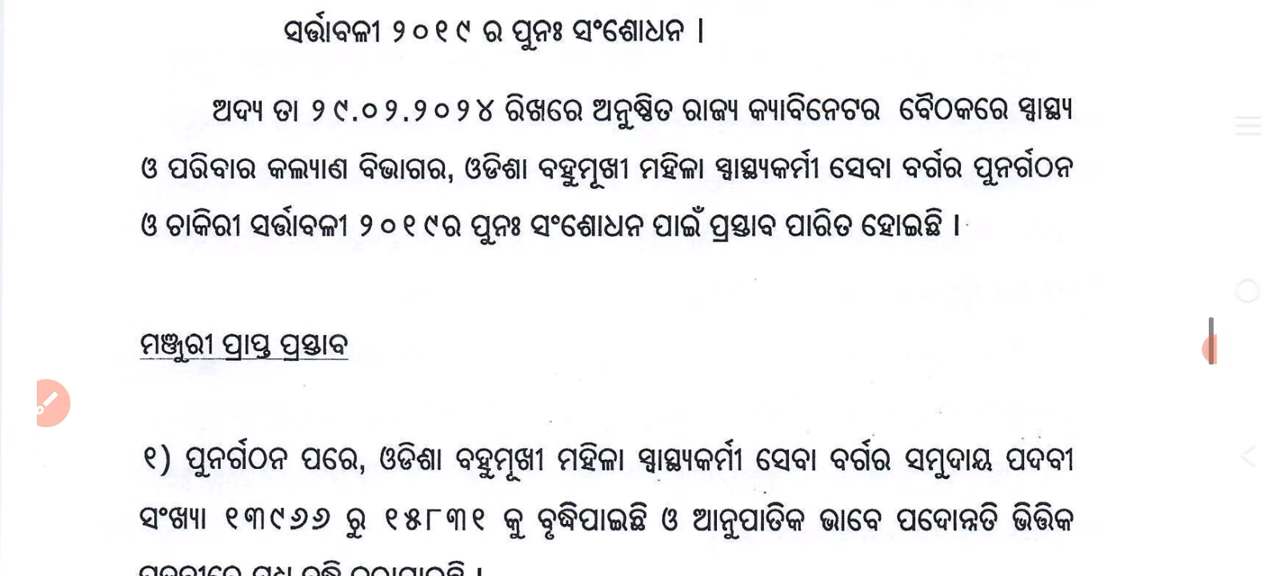 ସର୍ତ୍ତାବଳୀ ୨୦୧୯ ର ପୁନଃ ସଂଶୋଧନ ।
ଅଦ୍ୟ ତା ୨୯.୦୨.୨୦୨୪ ରିଖରେ ଅନୁଷ୍ଠିତ ରାଜ୍ୟ କ୍ୟାବିନେଟର ବୈଠକରେ ସ୍ୱାସ୍ଥ୍ୟ
ଓ ପରିବାର କଲ୍ୟାଣ ବିଭାଗର, ଓଡିଶା ବହୁମୂଖୀ ମହିଳା ସ୍ୱାସ୍ଥ୍ୟକର୍ମୀ ସେବା ବର୍ଗର ପୁନର୍ଗଠନ
ଓ ଚାକିରୀ ସର୍ତ୍ତାବଳୀ ୨୦୧୯ର ପୁନଃ ସଂଶୋଧନ ପାଇଁ ପ୍ରସ୍ତାବ ପାରିତ ହୋଇଛି ।
ମଞ୍ଜୁରୀ ପ୍ରାପ୍ତ ପ୍ରସ୍ତାବ
୧) ପୁନର୍ଗଠନ ପରେ, ଓଡିଶା ବହୁମୂଖୀ ମହିଳା ସ୍ୱାସ୍ଥ୍ୟକର୍ମୀ ସେବା ବର୍ଗର ସମୁଦାୟ ପଦବୀ
ସଂଖ୍ୟା ୧୩୯୬୬ ରୁ ୧୫୮୩୧ କୁ ବୃଦ୍ଧିପାଇଛି ଓ ଆନୁପାତିକ ଭାବେ ପଦୋନ୍ନତି ଭିତ୍ତିକ